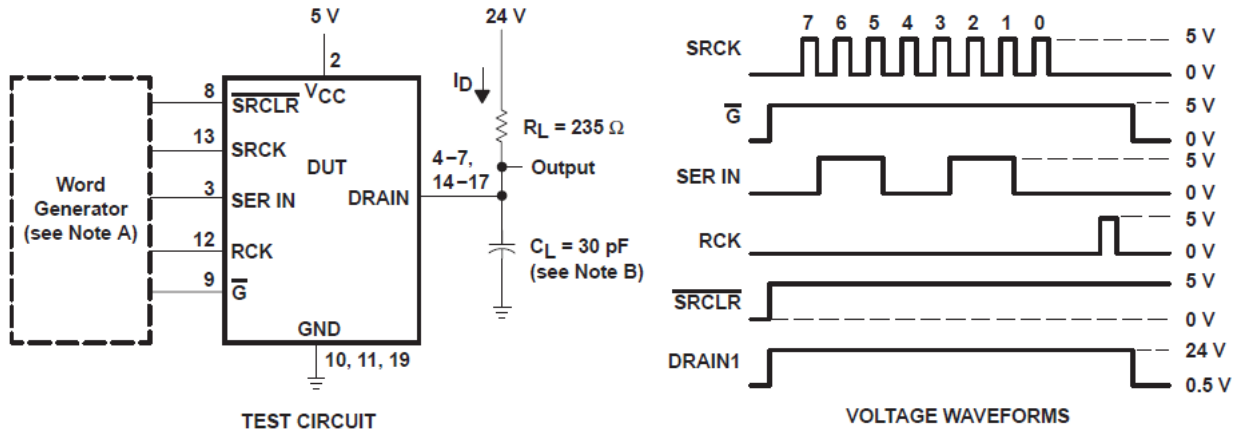 5 V
24 V
2
VCC
ID
8
SRCLR
RL = 235 Ω
13
SRCK
DUT
4–7,
14–17
Output
Word
Generator
(see Note A)
3
SER IN
DRAIN
12
RCK
CL = 30 pF
(see Note B)
9
G
GND
10, 11, 19
TEST CIRCUIT
7 6 5 4 3 2 1 0
SRCK
5 V
0 V
G
5 V
0 V
SER IN
5 V
0 V
RCK
5 V
0 V
SRCLR
5 V
0 V
DRAIN1
24 V
0.5 V
VOLTAGE WAVEFORMS